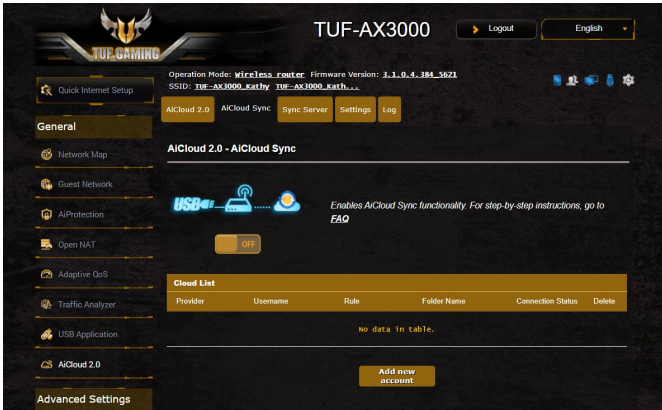 TUF GAMING
TUF-AX3000
Logout
English
Quick Internet Setup
General
Network Map
Guest Network
AiProtection
Open NAT
Adaptive QoS
Traffic Analyzer
USB Application
AiCloud 2.0
Advanced Settings
Operation Mode: Wireless router Firmware Version: 3.1.0.4.384_5621
SSID: TUF-AX3000_Kathy TUF-AX3000_Kath...
AiCloud 2.0 AiCloud Sync Sync Server Settings Log
AiCloud 2.0 - AiCloud Sync
USB
Enables AiCloud Sync functionality. For step-by-step instructions, go to
FAQ
OFF
Cloud List
Provider Username Rule Folder Name Connection Status Delete
No data in table.
Add new
account